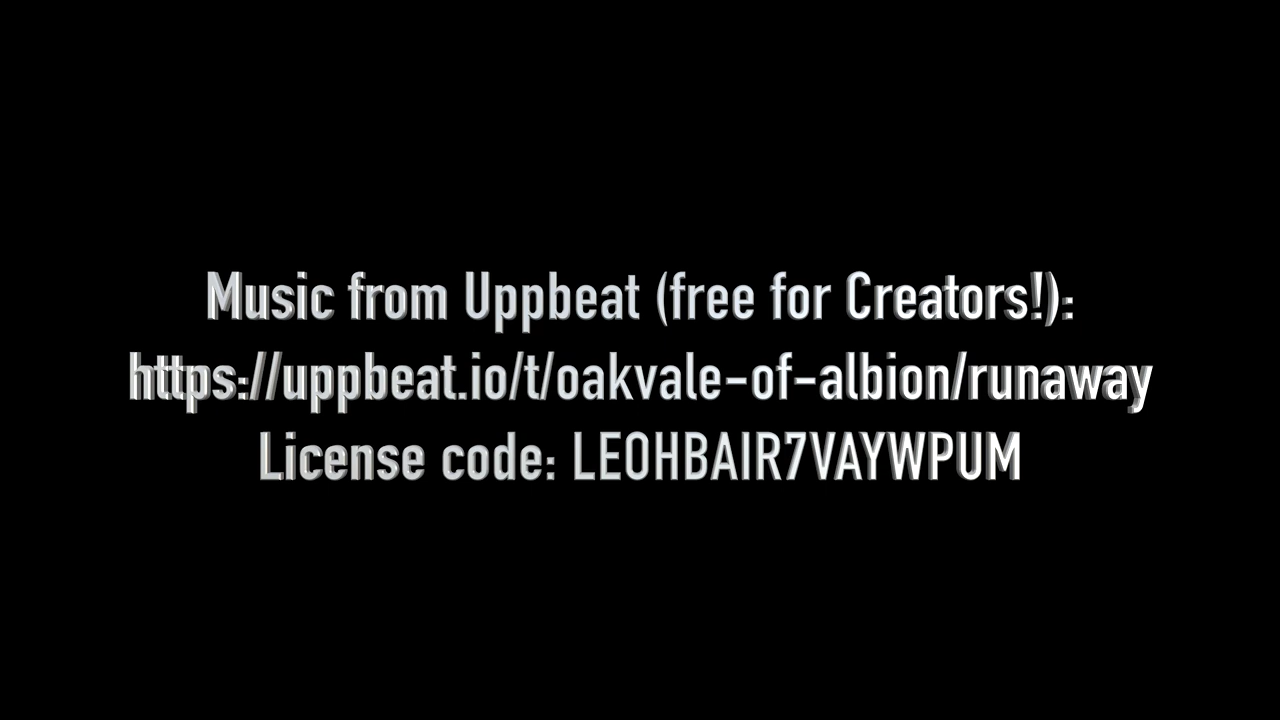 Music from Uppbeat (free for Creators!):
https://uppbeat.io/t/oakvale-of-albion/runaway
License code: LEOHBAIR7VAYWPUM